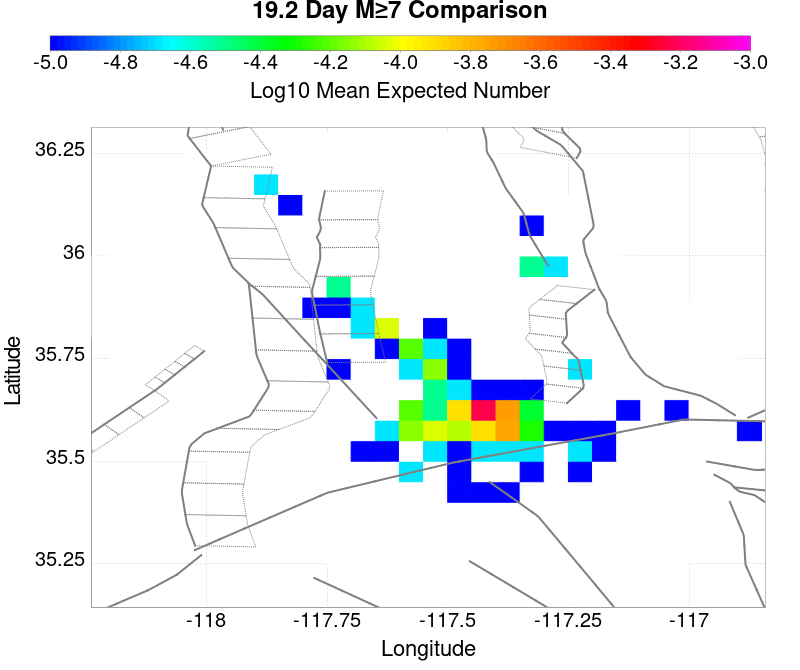 19.2 Day M≥7 Comparison
-5.0 -4.8 -4.6 -4.4 -4.2 -4.0 -3.8 -3.6 -3.4 -3.2 -3.0
Log10 Mean Expected Number
36.25
36
35.75
35.5
35.25
Latitude
-118 -117.75 -117.5 -117.25 -117
Longitude